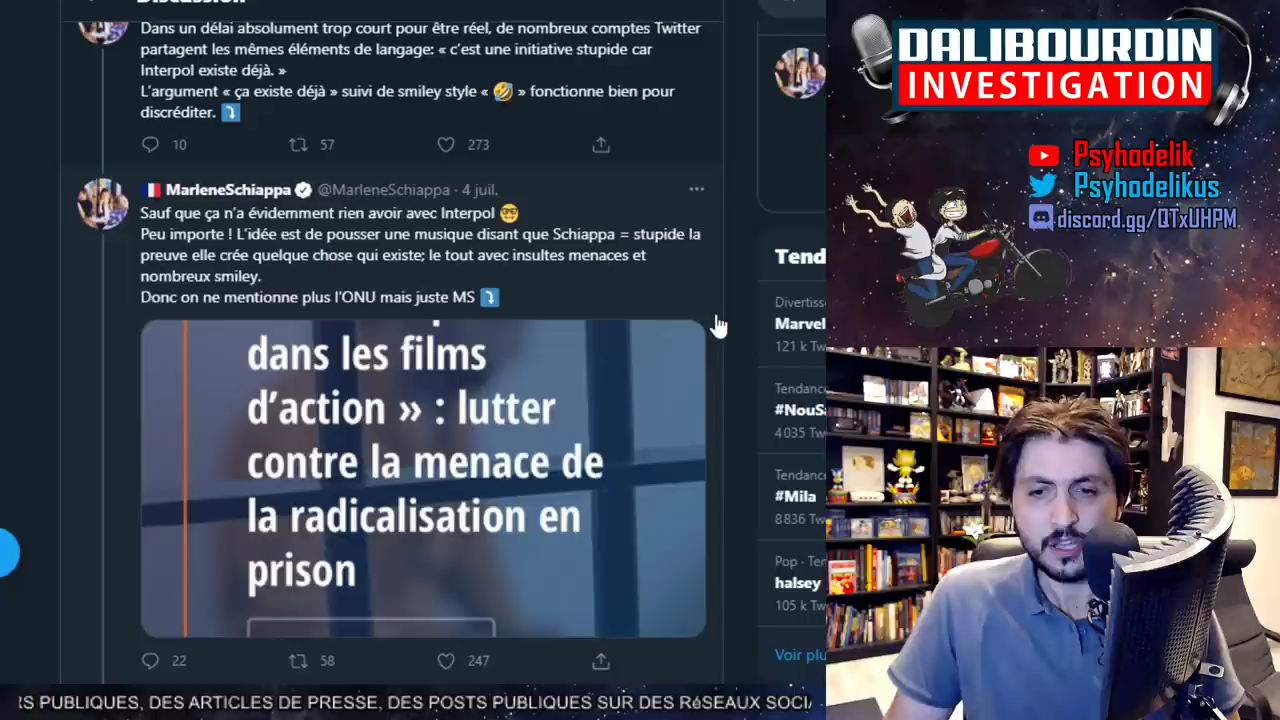 Dans un délai absolument trop court pour être réel, de nombreux comptes Twitter
partagent les mêmes éléments de langage: « c'est une initiative stupide car
Interpol existe déjà. »
L'argument « ça existe déjà » suivi de smiley style « 🤣 » fonctionne bien pour
discréditer. ⤵️
10 57 273
MarleneSchiappa @MarleneSchiappa · 4 juil.
Sauf que ça n'a évidemment rien avoir avec Interpol 🤓
Peu importe ! L'idée est de pousser une musique disant que Schiappa = stupide la
preuve elle crée quelque chose qui existe; le tout avec insultes menaces et
nombreux smiley.
Donc on ne mentionne plus l'ONU mais juste MS ⤵️
dans les films
d'action » : lutter
contre la menace de
la radicalisation en
prison
22 58 247
Tend
Divertiss
Marvel
121 k Tw
Tendance
#NouSa
4 035 Tw
Tendance
#Mila
8 836 Tw
Pop · Ten
halsey
105 k Tw
Voir plu
DALIBOURDIN
INVESTIGATION
Psyhodelik
Psyhodelikus
discord.gg/QTxUHPM
RS PUBLIQUES, DES ARTICLES DE PRESSE, DES POSTS PUBLIQUES SUR DES RéSEAUX SOCI